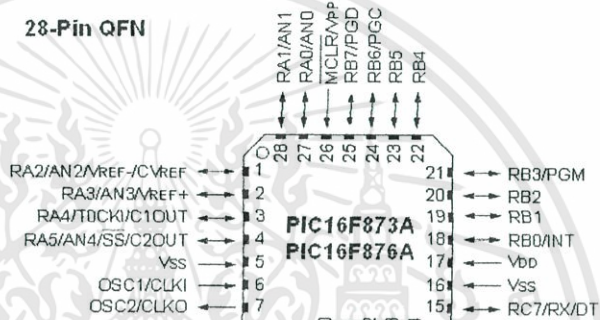 28-Pin QFN
RA1/AN1
RA0/AN0
MCLR/VPP
RB7/PGD
RB6/PGC
RB5
RB4
28 27 26 25 24 23 22
RA2/AN2/VREF-/CVREF 1
RA3/AN3/VREF+ 2
RA4/T0CKI/C1OUT 3
RA5/AN4/SS/C2OUT 4
VSS 5
OSC1/CLKI 6
OSC2/CLKO 7
PIC16F873A
PIC16F876A
21 RB3/PGM
20 RB2
19 RB1
18 RB0/INT
17 VDD
16 VSS
15 RC7/RX/DT